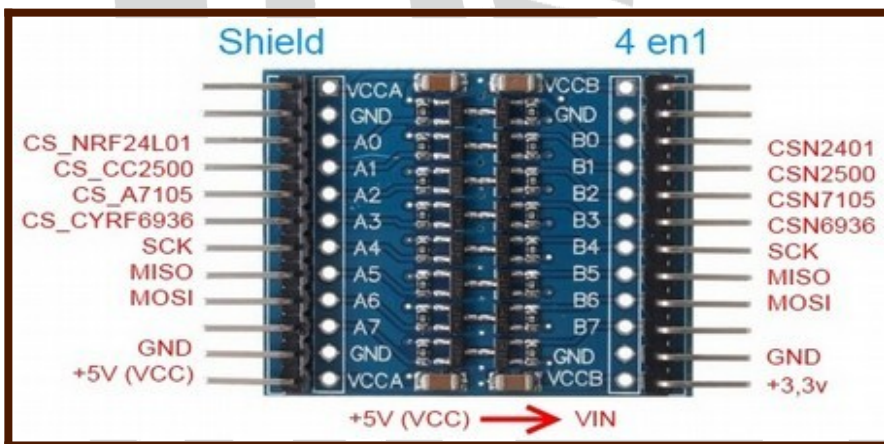 Shield 4 en1
VCCA VCCB
GND GND
CS_NRF24L01 A0 B0 CSN2401
CS_CC2500 A1 B1 CSN2500
CS_A7105 A2 B2 CSN7105
CS_CYRF6936 A3 B3 CSN6936
SCK A4 B4 SCK
MISO A5 B5 MISO
MOSI A6 B6 MOSI
A7 B7
GND GND GND GND
+5V (VCC) VCCA VCCB +3,3v
+5V (VCC) VIN